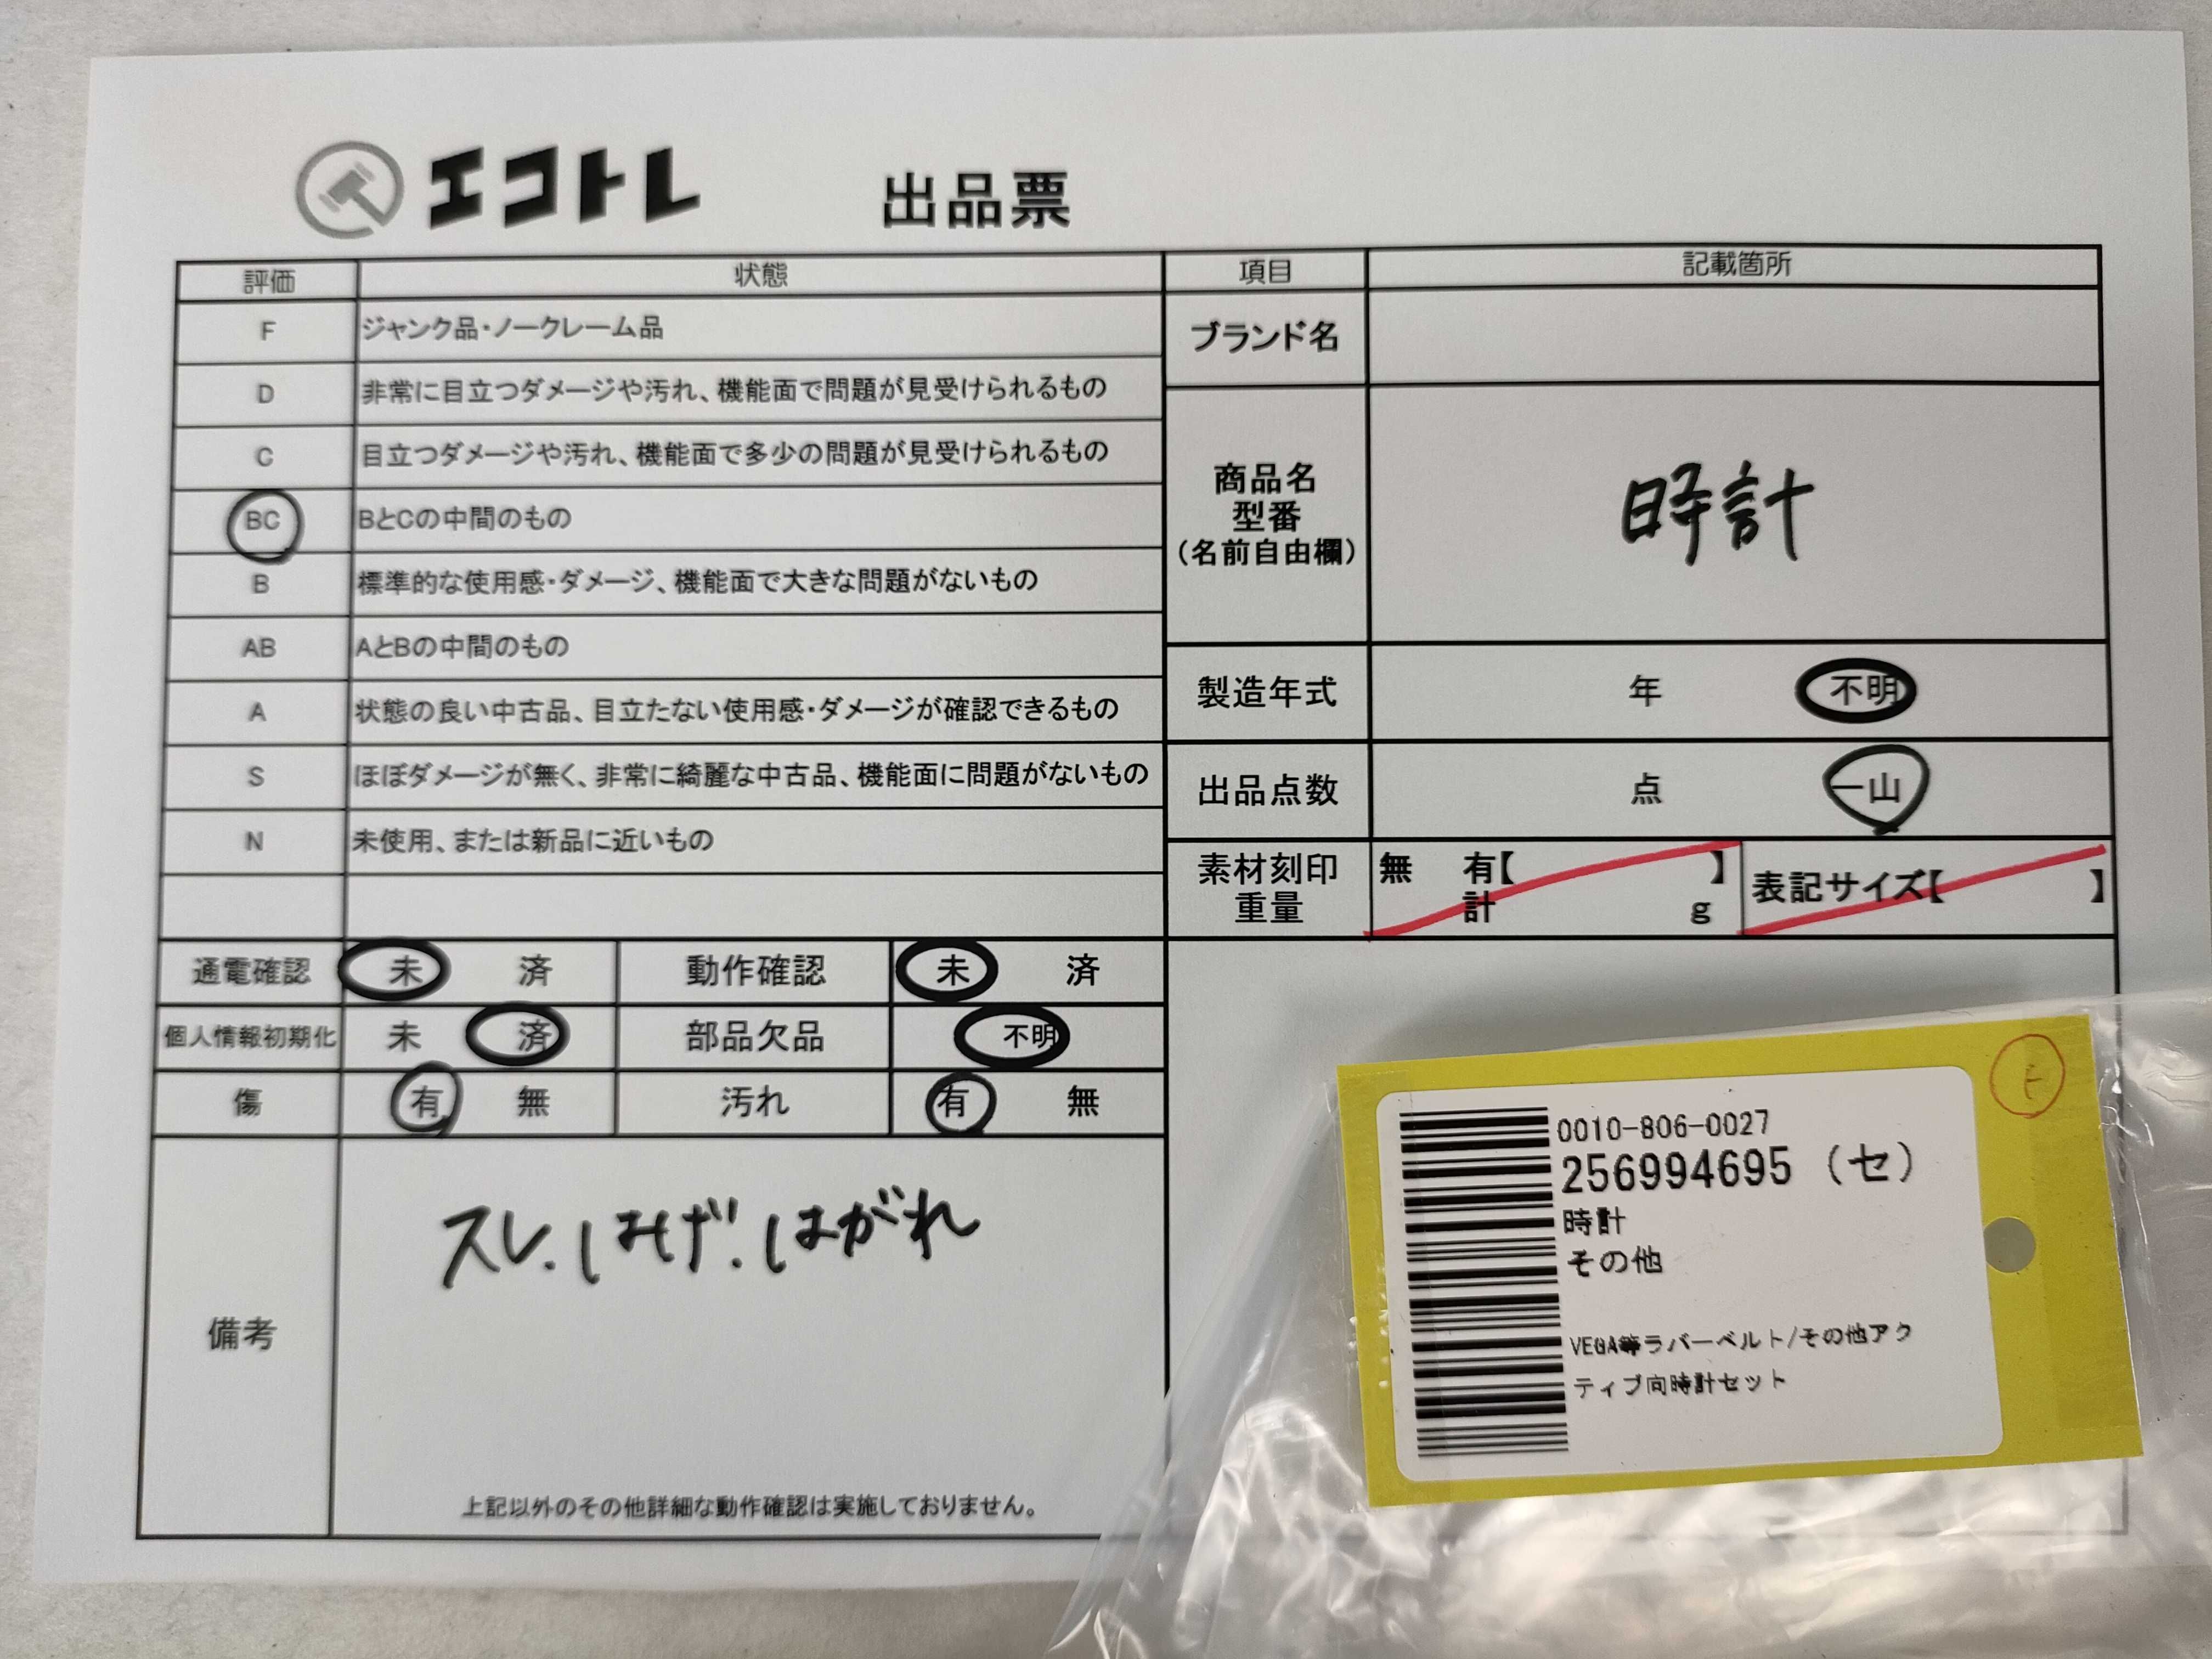 エコトレ 出品票
評価 状態
F ジャンク品・ノークレーム品
D 非常に目立つダメージや汚れ、機能面で問題が見受けられるもの
C 目立つダメージや汚れ、機能面で多少の問題が見受けられるもの
BC BとCの中間のもの
B 標準的な使用感・ダメージ、機能面で大きな問題がないもの
AB AとBの中間のもの
A 状態の良い中古品、目立たない使用感・ダメージが確認できるもの
S ほぼダメージが無く、非常に綺麗な中古品、機能面に問題がないもの
N 未使用、または新品に近いもの
通電確認 未 済 動作確認 未 済
個人情報初期化 未 済 部品欠品 不明
傷 有 無 汚れ 有 無
備考
スレ.はげ.はがれ
上記以外のその他詳細な動作確認は実施しておりません。
項目 記載箇所
ブランド名
商品名
型番
(名前自由欄)
時計
製造年式 年 不明
出品点数 点 一山
素材刻印
重量
無 有【 】
計 g
表記サイズ【 】
0010-806-0027
256994695 (セ)
時計
その他
VEGA等ラバーベルト/その他アク
ティブ向時計セット